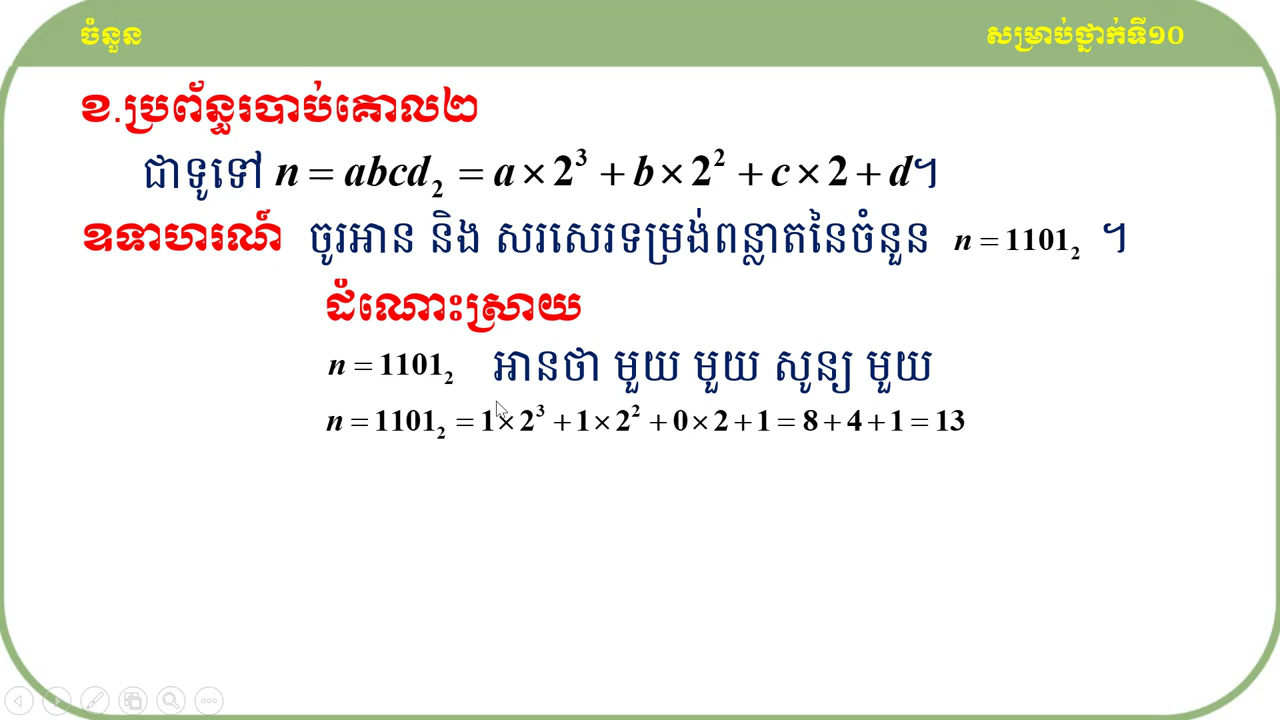 ចំនួន
សម្រាប់ថ្នាក់ទី១០
ខ.ប្រព័ន្ធរបាប់គោល២
ជាទូទៅ n = abcd₂ = a × 2³ + b × 2² + c × 2 + d។
ឧទាហរណ៍ ចូរអាន និង សរសេរទម្រង់ពន្លាតនៃចំនួន n = 1101₂ ។
ដំណោះស្រាយ
n = 1101₂ អានថា មួយ មួយ សូន្យ មួយ
n = 1101₂ = 1 × 2³ + 1 × 2² + 0 × 2 + 1 = 8 + 4 + 1 = 13